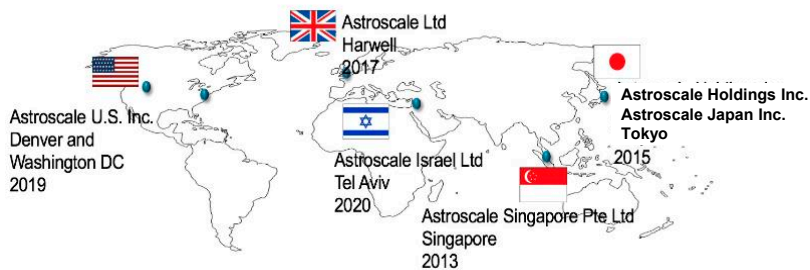 Astroscale Ltd
Harwell
2017
Astroscale U.S. Inc.
Denver and
Washington DC
2019
Astroscale Israel Ltd
Tel Aviv
2020
Astroscale Holdings Inc.
Astroscale Japan Inc.
Tokyo
2015
Astroscale Singapore Pte Ltd
Singapore
2013